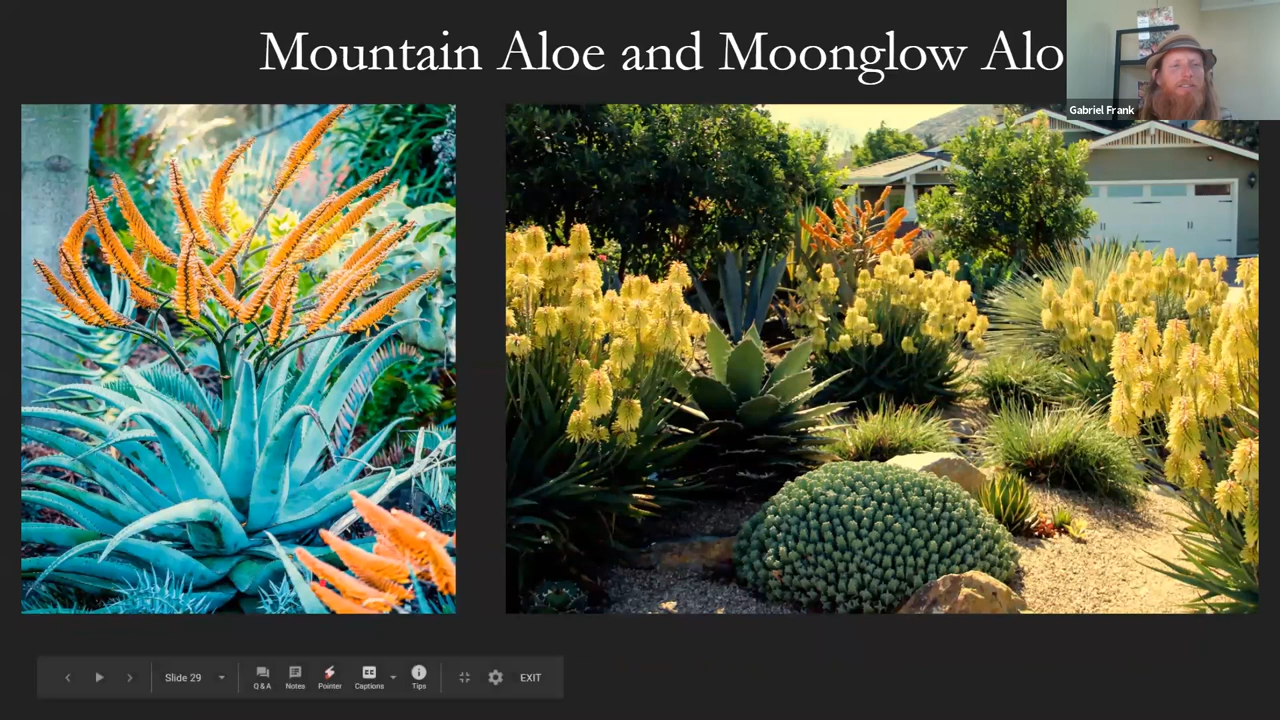 Mountain Aloe and Moonglow Alo
Gabriel Frank
Slide 29
Q & A
Notes
Pointer
Captions
Tips
EXIT